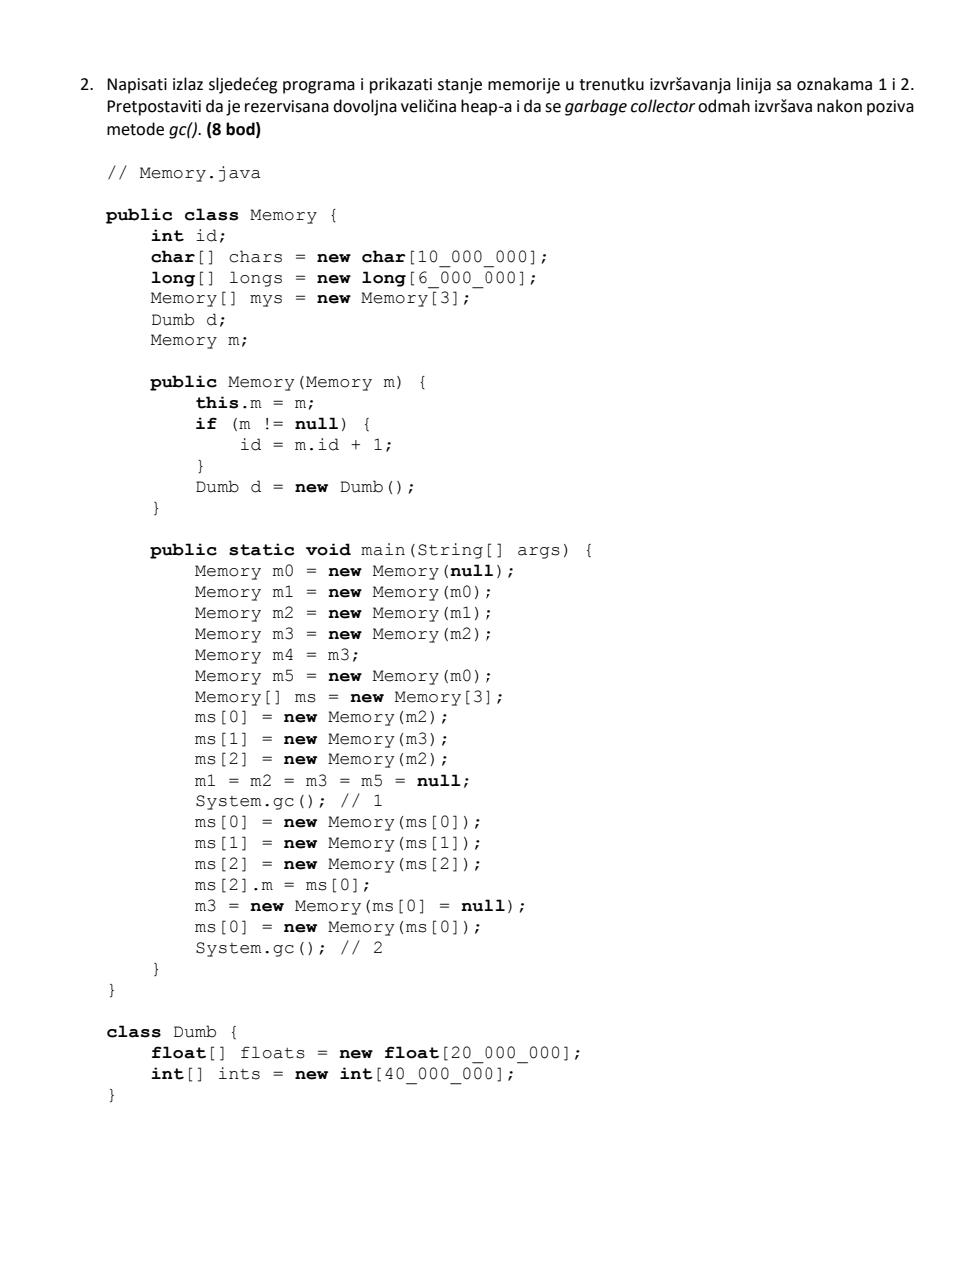 2. Napisati izlaz sljedećeg programa i prikazati stanje memorije u trenutku izvršavanja linija sa oznakama 1 i 2.
Pretpostaviti da je rezervisana dovoljna veličina heap-a i da se garbage collector odmah izvršava nakon poziva
metode gc(). (8 bod)
// Memory.java
public class Memory {
    int id;
    char[] chars = new char[10_000_000];
    long[] longs = new long[6_000_000];
    Memory[] mys = new Memory[3];
    Dumb d;
    Memory m;
    public Memory(Memory m) {
        this.m = m;
        if (m != null) {
            id = m.id + 1;
        }
        Dumb d = new Dumb();
    }
    public static void main(String[] args) {
        Memory m0 = new Memory(null);
        Memory m1 = new Memory(m0);
        Memory m2 = new Memory(m1);
        Memory m3 = new Memory(m2);
        Memory m4 = m3;
        Memory m5 = new Memory(m0);
        Memory[] ms = new Memory[3];
        ms[0] = new Memory(m2);
        ms[1] = new Memory(m3);
        ms[2] = new Memory(m2);
        m1 = m2 = m3 = m5 = null;
        System.gc(); // 1
        ms[0] = new Memory(ms[0]);
        ms[1] = new Memory(ms[1]);
        ms[2] = new Memory(ms[2]);
        ms[2].m = ms[0];
        m3 = new Memory(ms[0] = null);
        ms[0] = new Memory(ms[0]);
        System.gc(); // 2
    }
}
class Dumb {
    float[] floats = new float[20_000_000];
    int[] ints = new int[40_000_000];
}